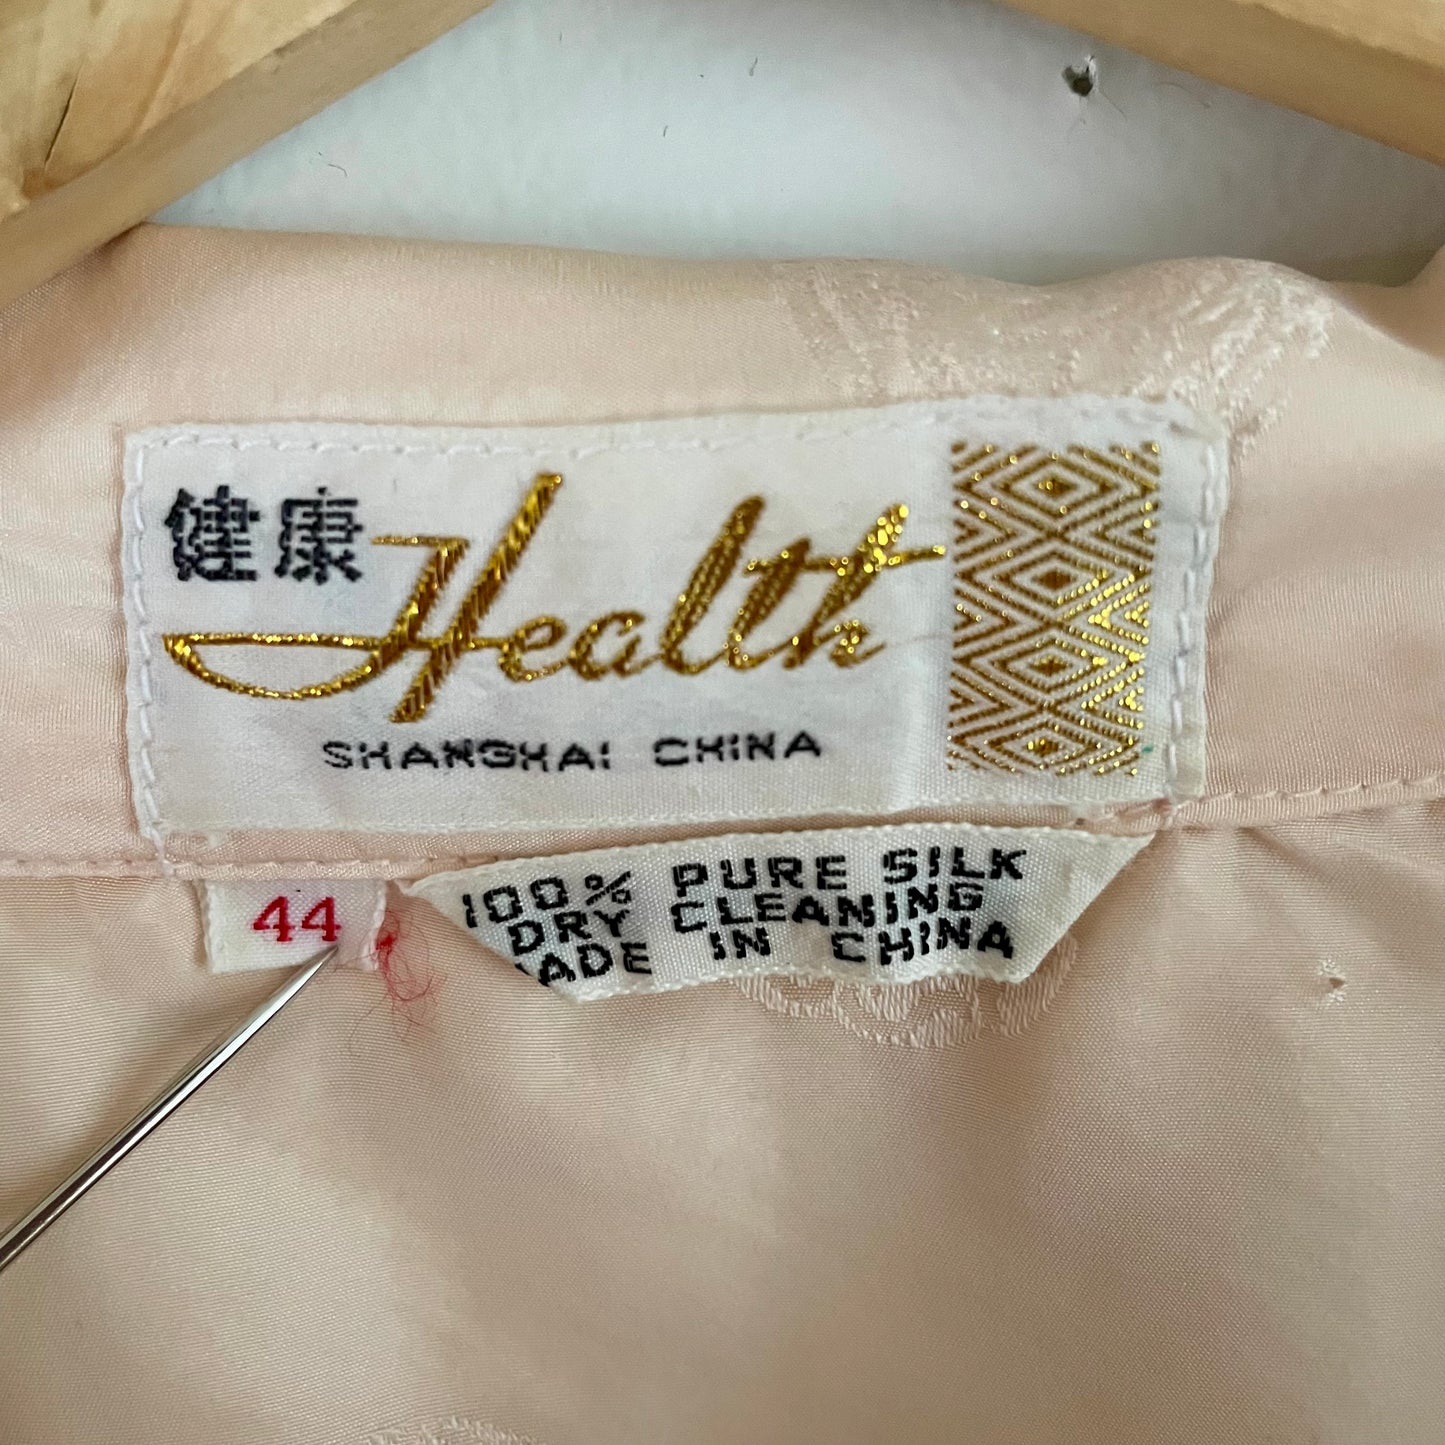 健康
Health
SHANGHAI CHINA
44
100% PURE SILK
DRY CLEANING
MADE IN CHINA